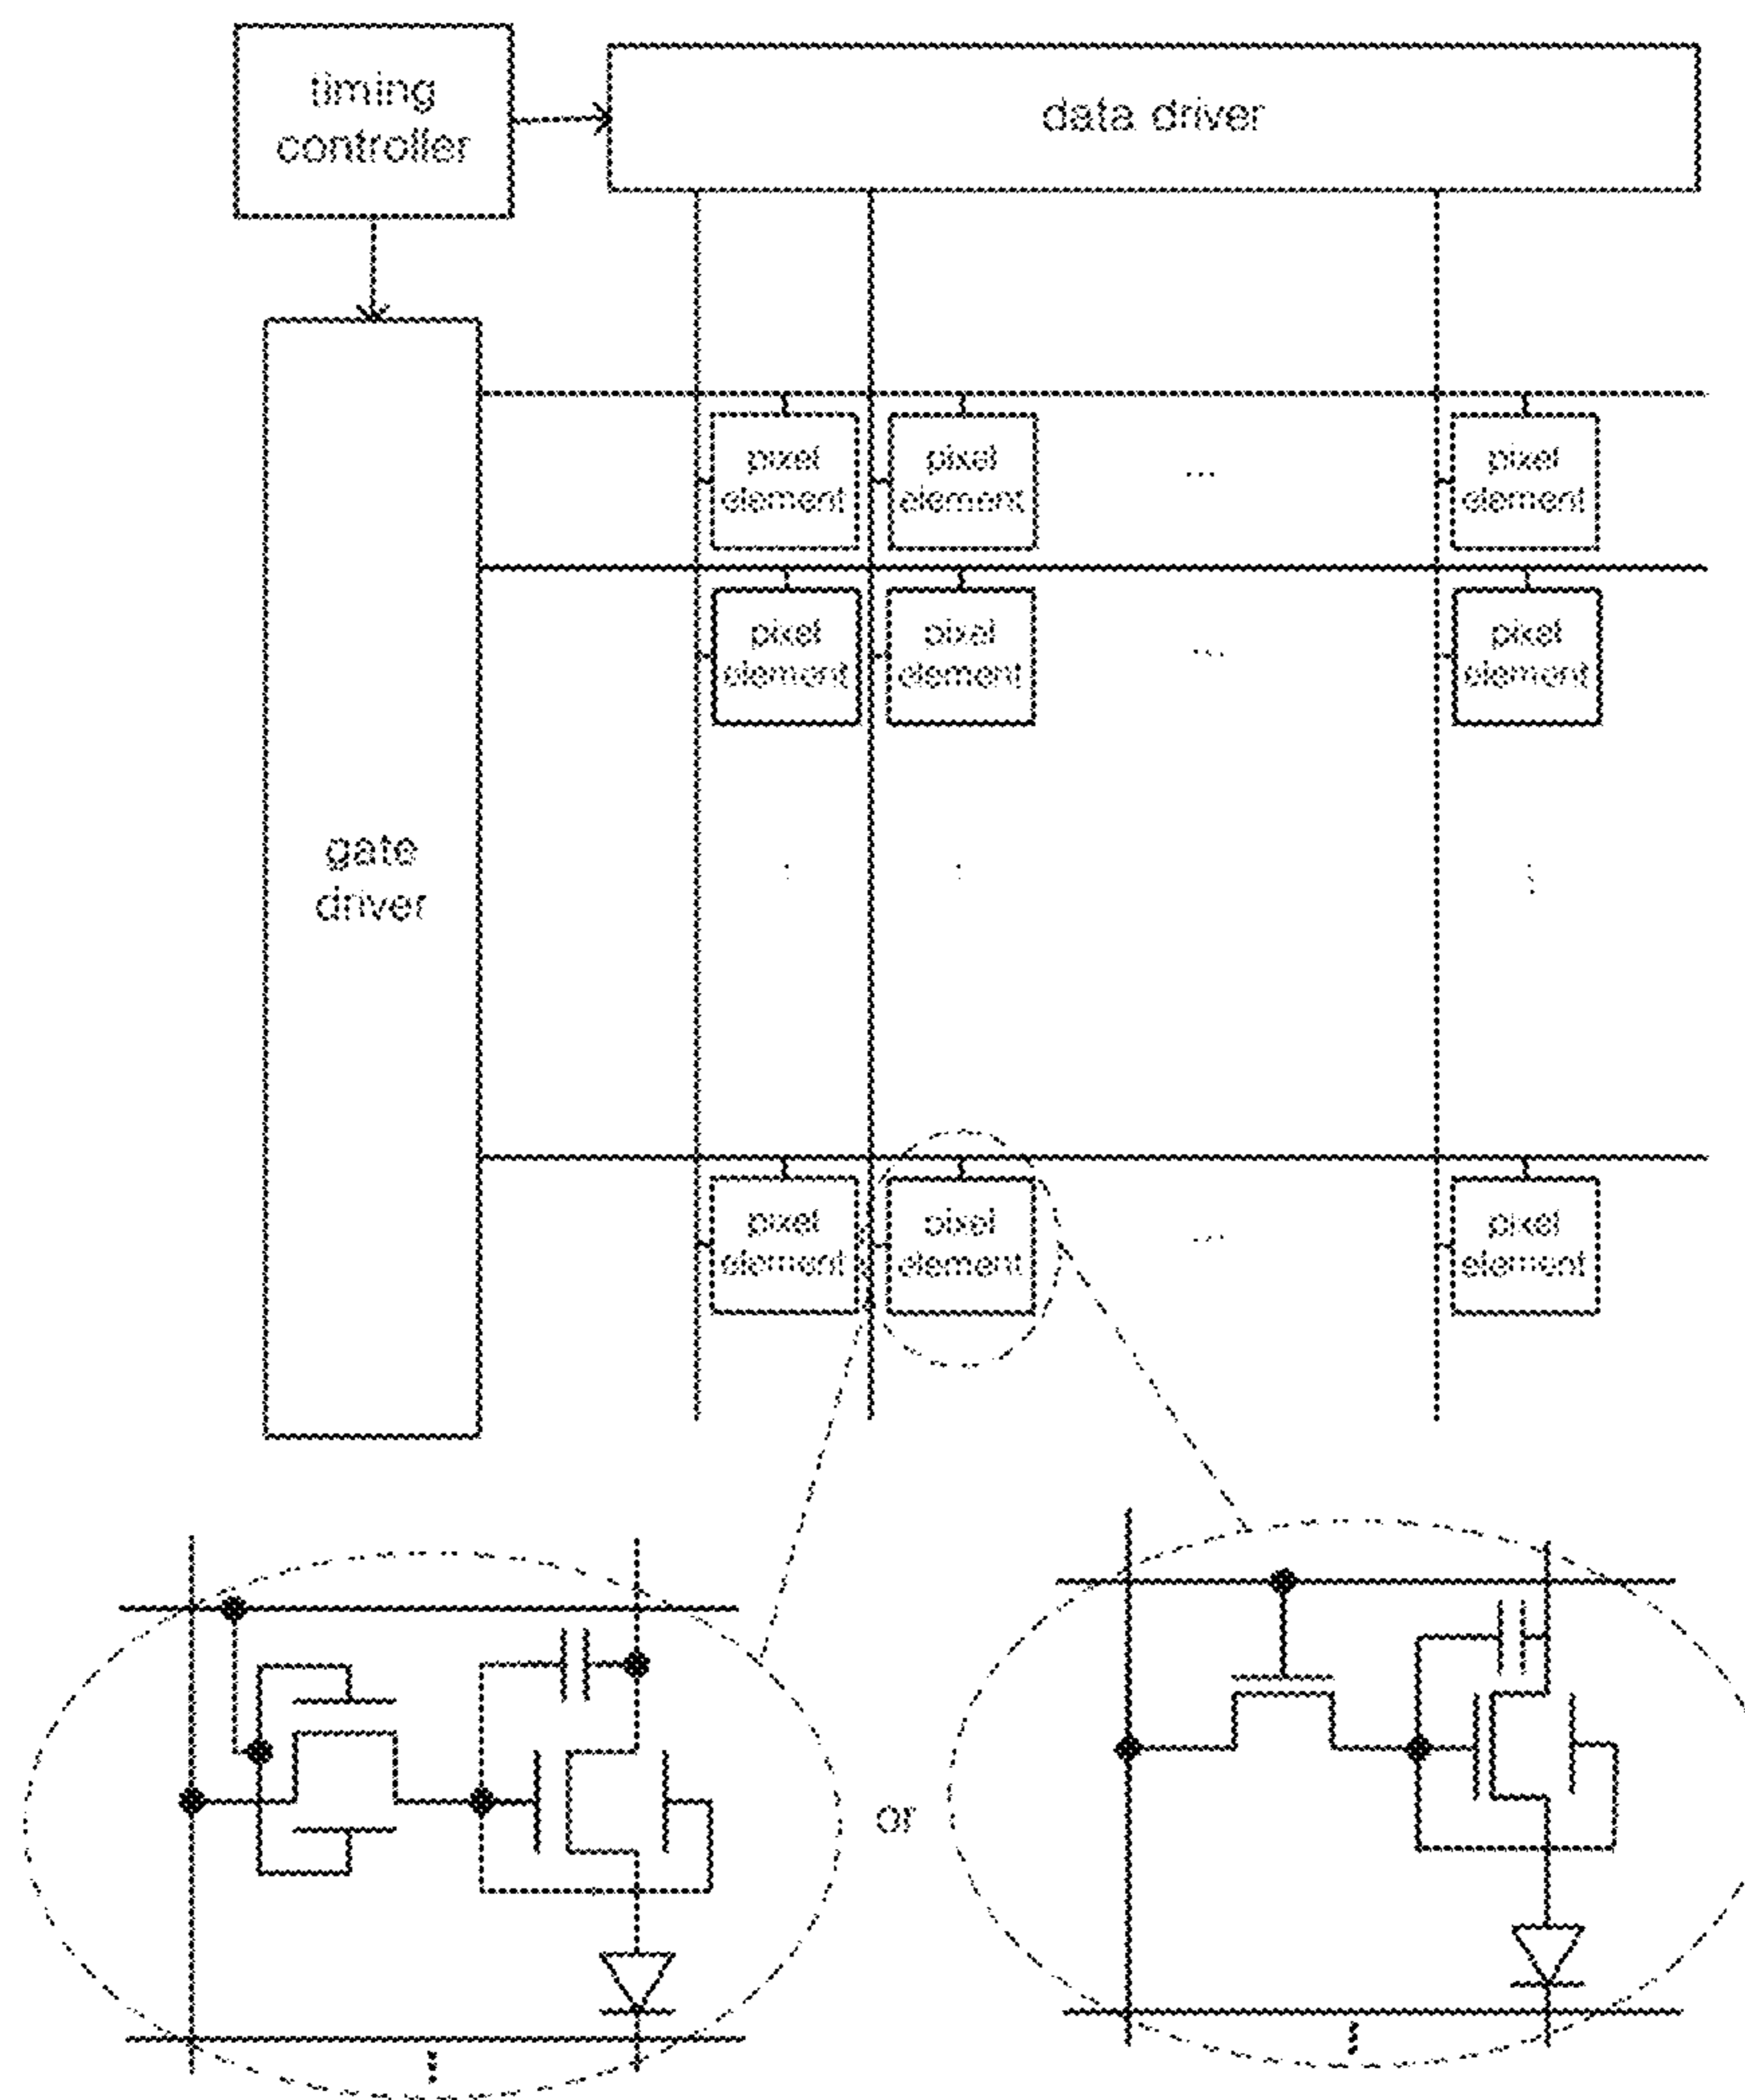 timing
controller
data driver
pixel
element
pixel
element
...
pixel
element
pixel
element
pixel
element
...
pixel
element
gate
driver
pixel
element
pixel
element
...
pixel
element
or